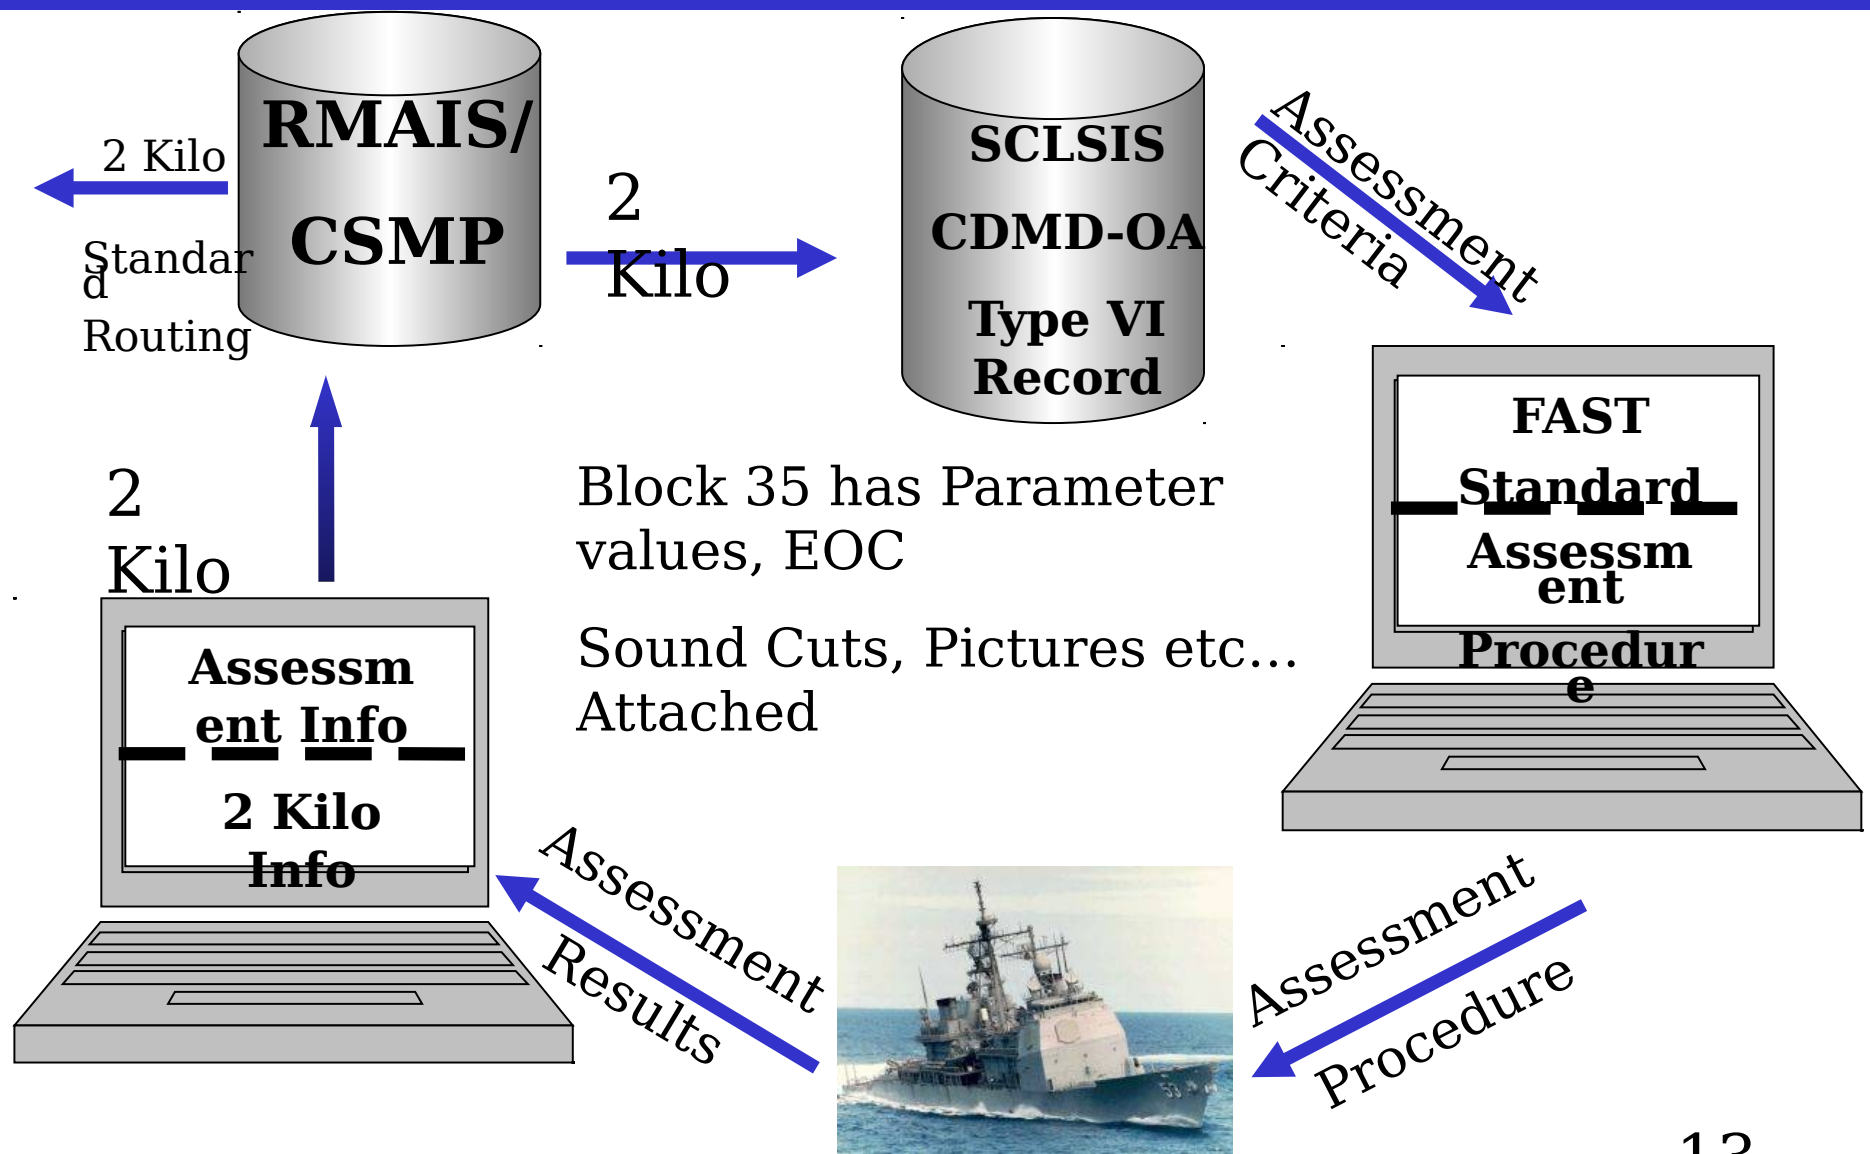 RMAIS/
CSMP
2 Kilo
Standar
d
Routing
2
Kilo
SCLSIS
CDMD-OA
Type VI
Record
Assessment
Criteria
FAST
Standard
Assessm
ent
Procedur
e
2
Kilo
Block 35 has Parameter
values, EOC
Sound Cuts, Pictures etc...
Attached
Assessm
ent Info
2 Kilo
Info
Assessment
Results
Assessment
Procedure
53
13